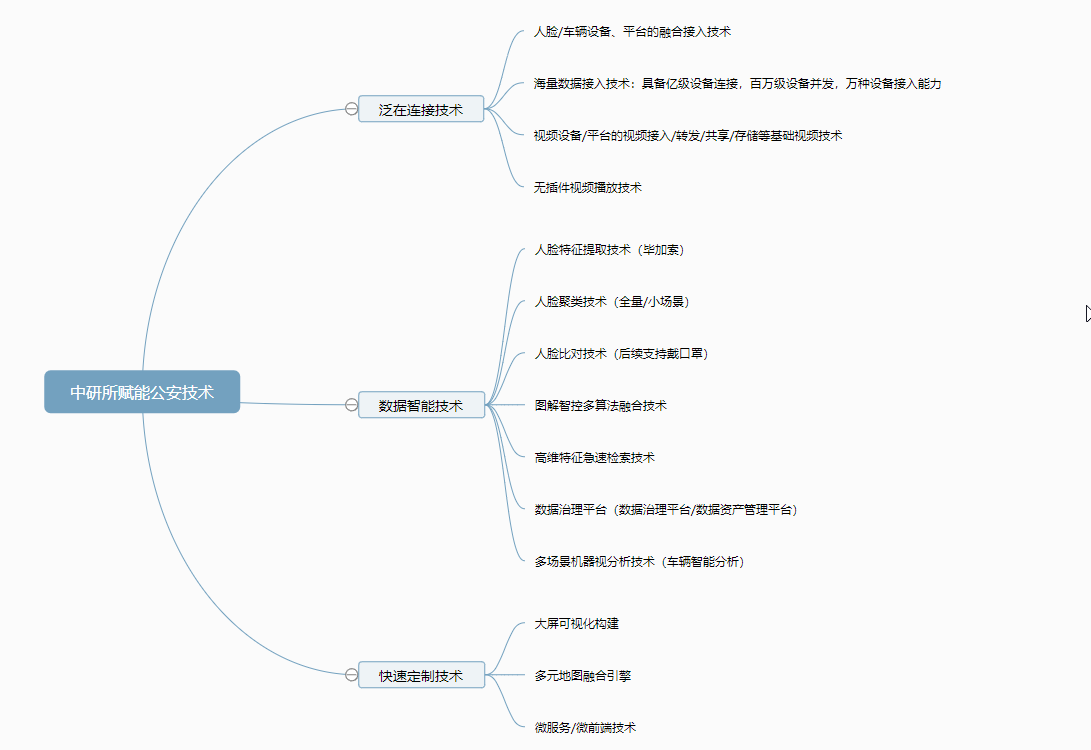 人脸/车辆设备、平台的融合接入技术
海量数据接入技术：具备亿级设备连接，百万级设备并发，万种设备接入能力
泛在连接技术
视频设备/平台的视频接入/转发/共享/存储等基础视频技术
无插件视频播放技术
人脸特征提取技术（毕加索）
人脸聚类技术（全量/小场景）
人脸比对技术（后续支持戴口罩）
中研所赋能公安技术
数据智能技术
图解智控多算法融合技术
高维特征急速检索技术
数据治理平台（数据治理平台/数据资产管理平台）
多场景机器视分析技术（车辆智能分析）
大屏可视化构建
快速定制技术
多元地图融合引擎
微服务/微前端技术